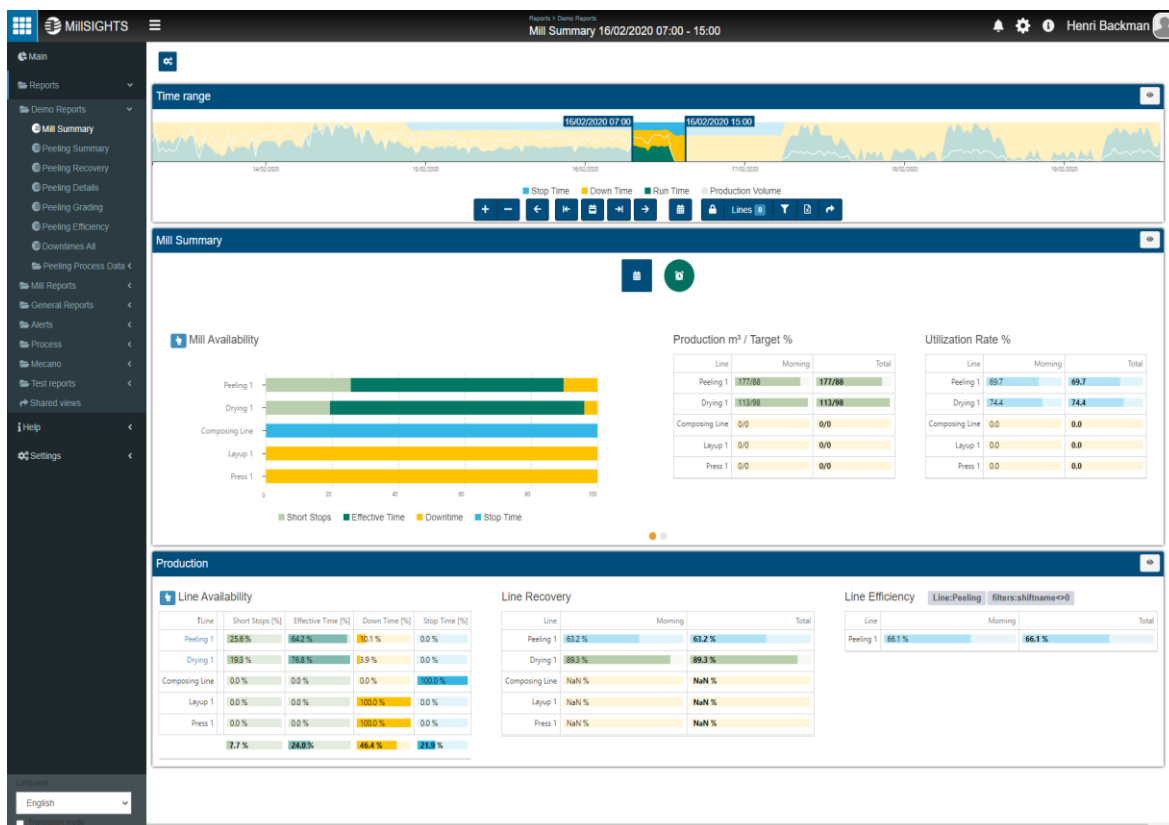 MillSIGHTS
Reports > Demo Reports
Mill Summary 16/02/2020 07:00 - 15:00
Henri Backman
Main
Reports
Demo Reports
Mill Summary
Peeling Summary
Peeling Recovery
Peeling Details
Peeling Grading
Peeling Efficiency
Downtimes All
Peeling Process Data
Mill Reports
General Reports
Alerts
Process
Mecano
Test reports
Shared views
Help
Settings
Language
English
Translation mode
Time range
16/02/2020 07:00 16/02/2020 15:00
14/02/2020 15/02/2020 16/02/2020 17/02/2020 18/02/2020 19/02/2020
Stop Time Down Time Run Time Production Volume
Lines 0
Mill Summary
Mill Availability
Peeling 1
Drying 1
Composing Line
Layup 1
Press 1
0 20 40 60 80 100
Short Stops Effective Time Downtime Stop Time
Production m³ / Target %
Line Morning Total
Peeling 1 177/88 177/88
Drying 1 113/98 113/98
Composing Line 0/0 0/0
Layup 1 0/0 0/0
Press 1 0/0 0/0
Utilization Rate %
Line Morning Total
Peeling 1 69.7 69.7
Drying 1 74.4 74.4
Composing Line 0.0 0.0
Layup 1 0.0 0.0
Press 1 0.0 0.0
Production
Line Availability
↑Line Short Stops [%] Effective Time [%] Down Time [%] Stop Time [%]
Peeling 1 25.6 % 64.2 % 10.1 % 0.0 %
Drying 1 19.3 % 76.8 % 3.9 % 0.0 %
Composing Line 0.0 % 0.0 % 0.0 % 100.0 %
Layup 1 0.0 % 0.0 % 100.0 % 0.0 %
Press 1 0.0 % 0.0 % 100.0 % 0.0 %
7.7 % 24.0 % 46.4 % 21.9 %
Line Recovery
Line Morning Total
Peeling 1 63.2 % 63.2 %
Drying 1 89.3 % 89.3 %
Composing Line NaN % NaN %
Layup 1 NaN % NaN %
Press 1 NaN % NaN %
Line Efficiency Line:Peeling filters:shiftname<>0
Line Morning Total
Peeling 1 66.1 % 66.1 %